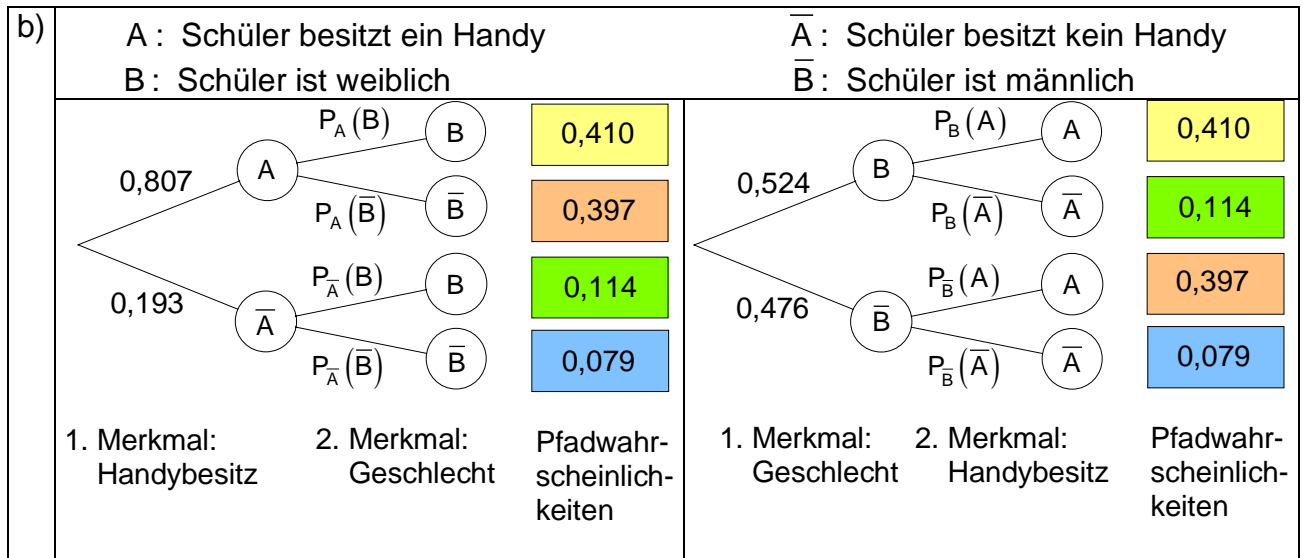 b)
A : Schüler besitzt ein Handy
A̅ : Schüler besitzt kein Handy
B : Schüler ist weiblich
B̅ : Schüler ist männlich
P_A(B)
B
0,410
0,807
A
P_A(B̅)
B̅
0,397
0,193
A̅
P_A̅(B)
B
0,114
P_A̅(B̅)
B̅
0,079
1. Merkmal:
Handybesitz
2. Merkmal:
Geschlecht
Pfadwahr-
scheinlich-
keiten
P_B(A)
A
0,410
0,524
B
P_B(A̅)
A̅
0,114
0,476
B̅
P_B̅(A)
A
0,397
P_B̅(A̅)
A̅
0,079
1. Merkmal:
Geschlecht
2. Merkmal:
Handybesitz
Pfadwahr-
scheinlich-
keiten